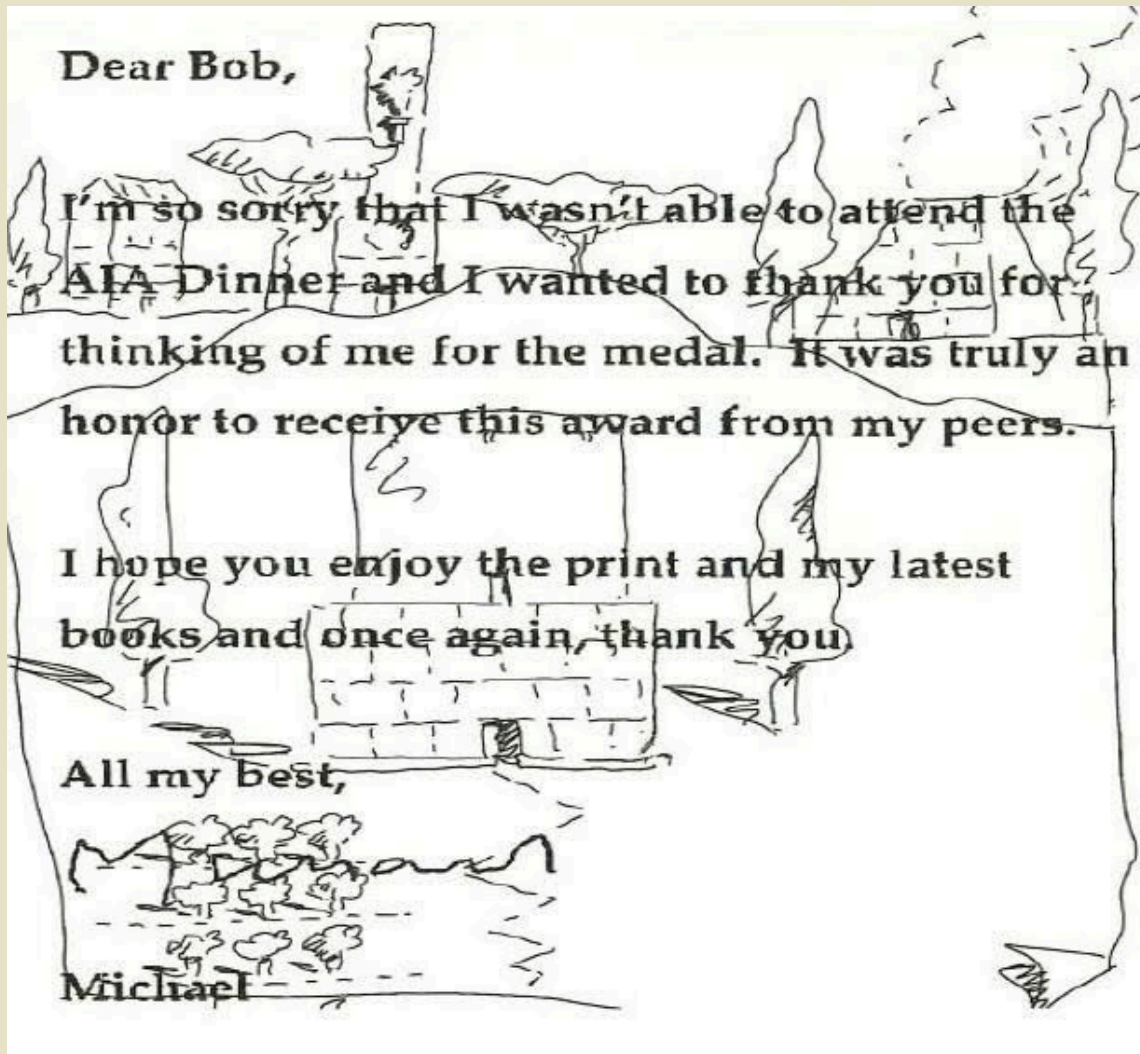 Dear Bob,
I'm so sorry that I wasn't able to attend the
AIA Dinner and I wanted to thank you for
thinking of me for the medal. It was truly an
honor to receive this award from my peers.
I hope you enjoy the print and my latest
books and once again, thank you.
All my best,
Michael